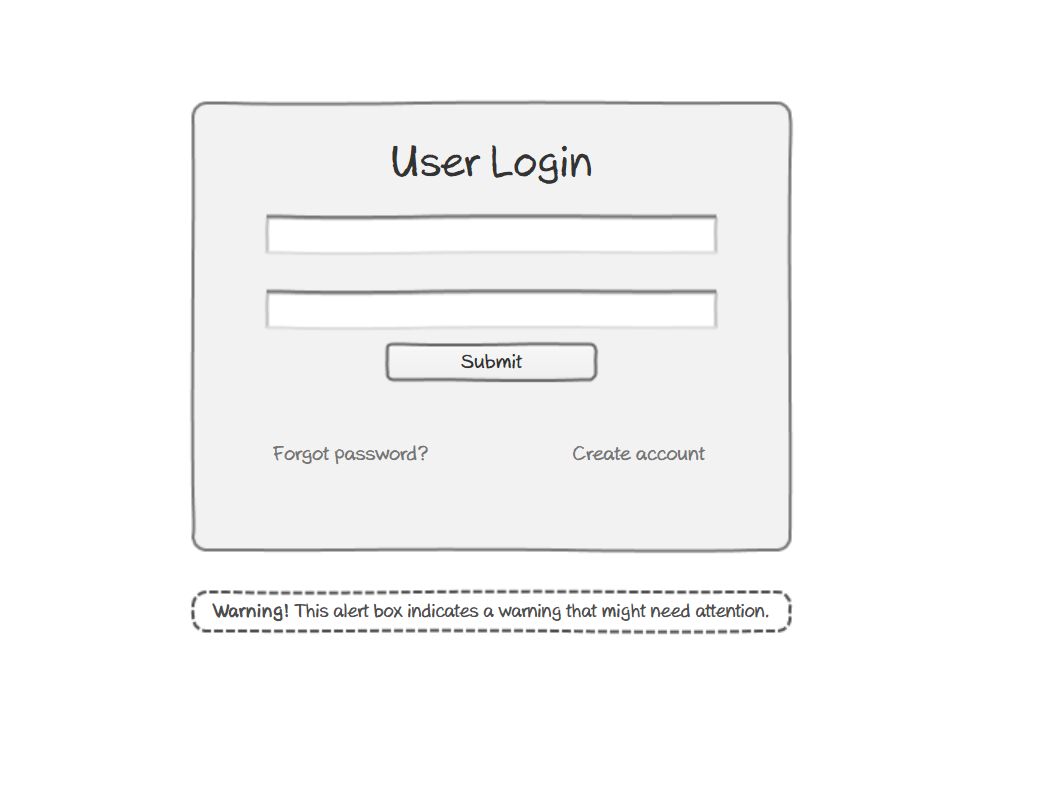 User Login
Submit
Forgot password? Create account
Warning! This alert box indicates a warning that might need attention.